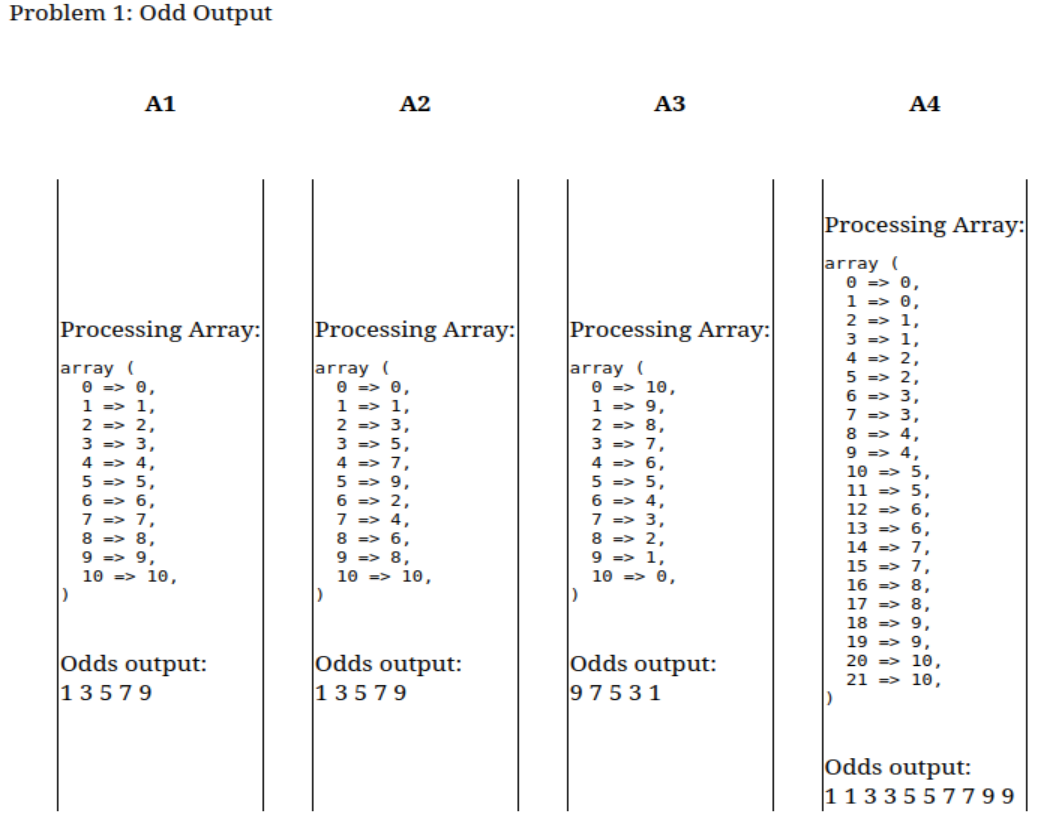 Problem 1: Odd Output
A1
Processing Array:
array (
  0 => 0,
  1 => 1,
  2 => 2,
  3 => 3,
  4 => 4,
  5 => 5,
  6 => 6,
  7 => 7,
  8 => 8,
  9 => 9,
  10 => 10,
)
Odds output:
1 3 5 7 9
A2
Processing Array:
array (
  0 => 0,
  1 => 1,
  2 => 3,
  3 => 5,
  4 => 7,
  5 => 9,
  6 => 2,
  7 => 4,
  8 => 6,
  9 => 8,
  10 => 10,
)
Odds output:
1 3 5 7 9
A3
Processing Array:
array (
  0 => 10,
  1 => 9,
  2 => 8,
  3 => 7,
  4 => 6,
  5 => 5,
  6 => 4,
  7 => 3,
  8 => 2,
  9 => 1,
  10 => 0,
)
Odds output:
9 7 5 3 1
A4
Processing Array:
array (
  0 => 0,
  1 => 0,
  2 => 1,
  3 => 1,
  4 => 2,
  5 => 2,
  6 => 3,
  7 => 3,
  8 => 4,
  9 => 4,
  10 => 5,
  11 => 5,
  12 => 6,
  13 => 6,
  14 => 7,
  15 => 7,
  16 => 8,
  17 => 8,
  18 => 9,
  19 => 9,
  20 => 10,
  21 => 10,
)
Odds output:
1 1 3 3 5 5 7 7 9 9